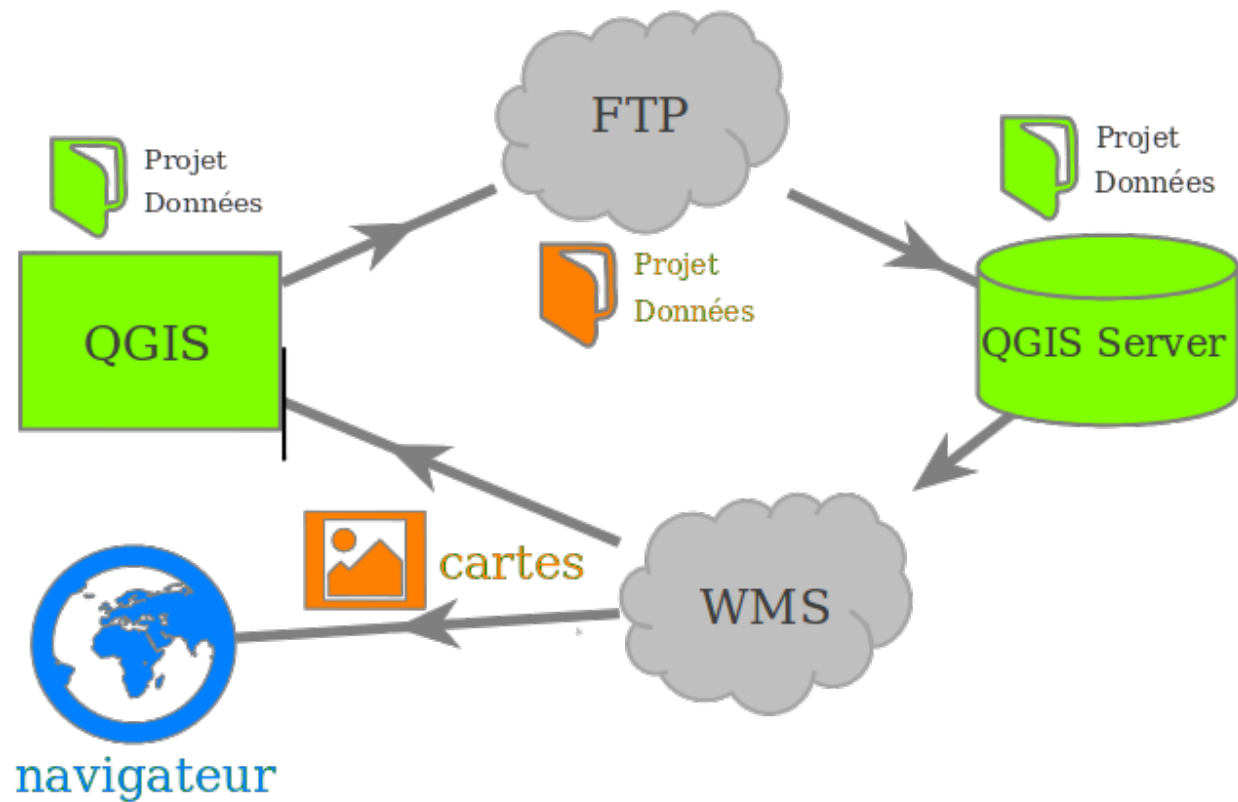 FTP
Projet
Données
Projet
Données
Projet
Données
QGIS
QGIS Server
cartes
WMS
navigateur